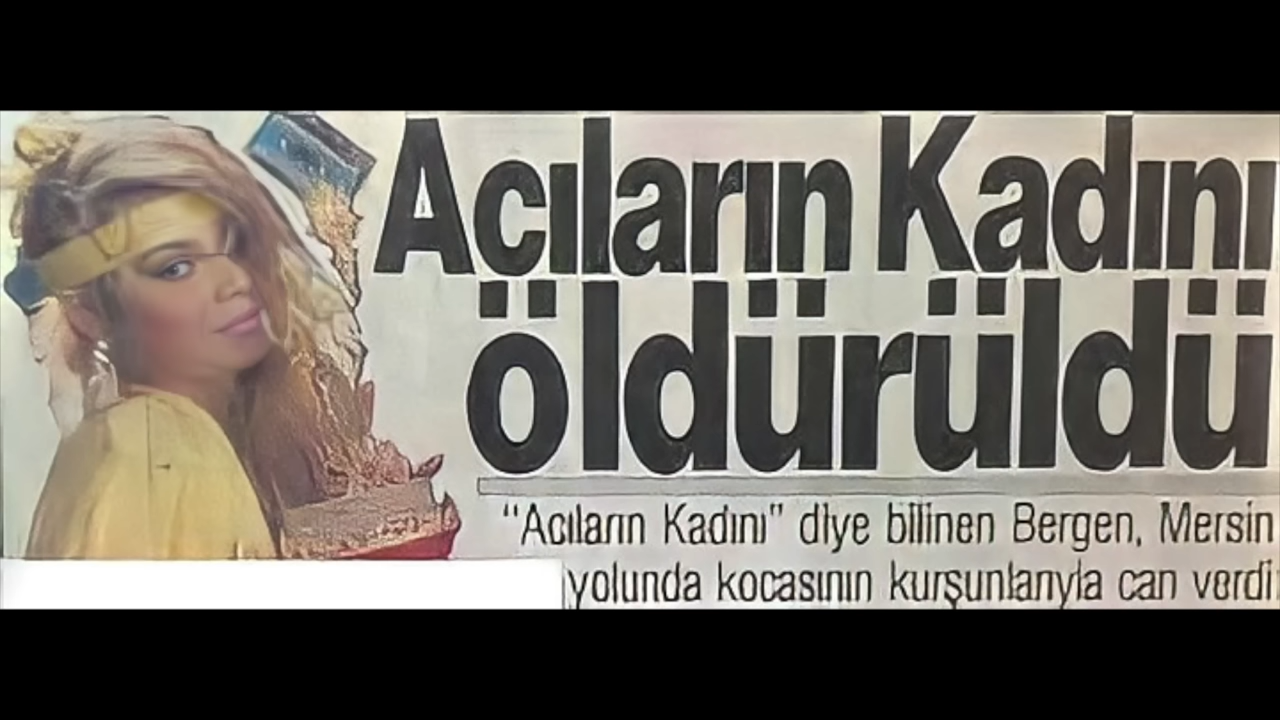 Acıların Kadını
öldürüldü
"Acıların Kadını" diye bilinen Bergen, Mersin
yolunda kocasının kurşunlarıyla can verdi